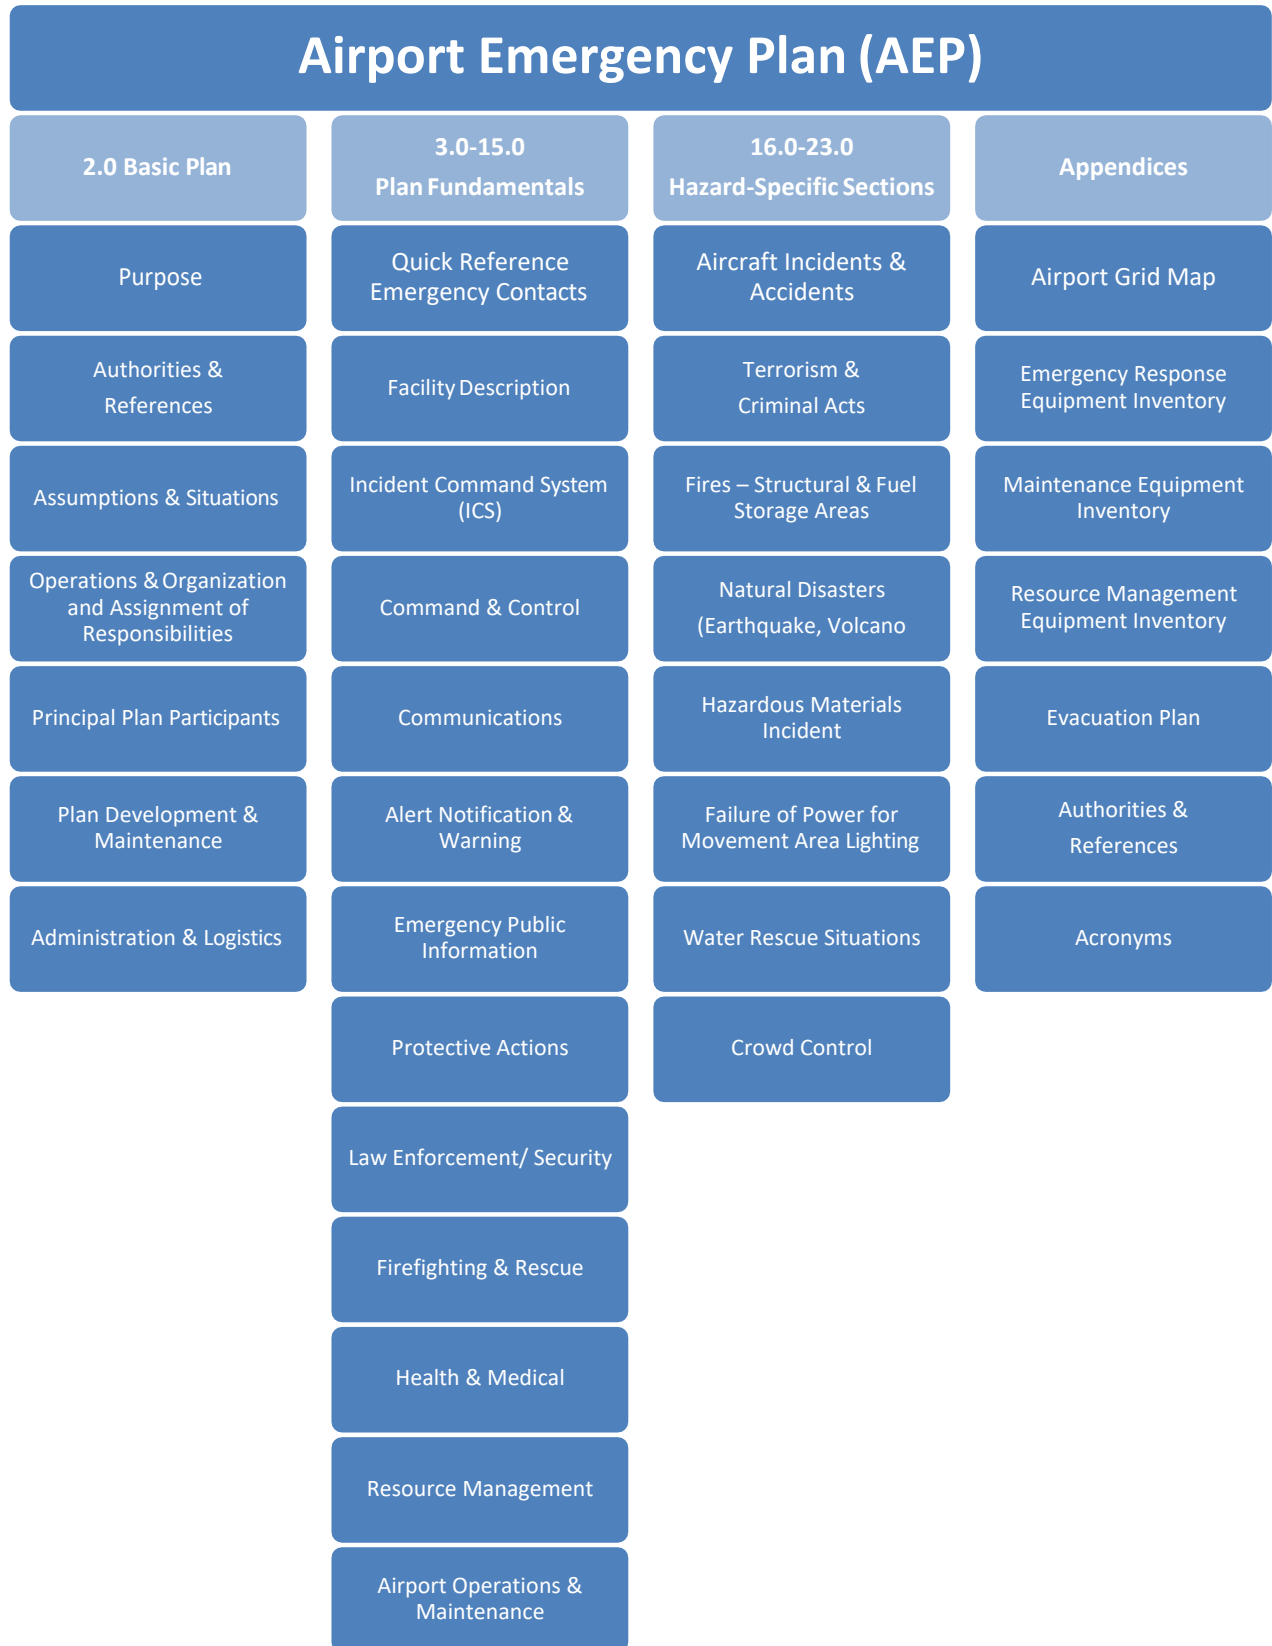 Airport Emergency Plan (AEP)
2.0 Basic Plan
Purpose
Authorities &
References
Assumptions & Situations
Operations & Organization
and Assignment of
Responsibilities
Principal Plan Participants
Plan Development &
Maintenance
Administration & Logistics
3.0-15.0
Plan Fundamentals
Quick Reference
Emergency Contacts
Facility Description
Incident Command System
(ICS)
Command & Control
Communications
Alert Notification &
Warning
Emergency Public
Information
Protective Actions
Law Enforcement/ Security
Firefighting & Rescue
Health & Medical
Resource Management
Airport Operations &
Maintenance
16.0-23.0
Hazard-Specific Sections
Aircraft Incidents &
Accidents
Terrorism &
Criminal Acts
Fires – Structural & Fuel
Storage Areas
Natural Disasters
(Earthquake, Volcano
Hazardous Materials
Incident
Failure of Power for
Movement Area Lighting
Water Rescue Situations
Crowd Control
Appendices
Airport Grid Map
Emergency Response
Equipment Inventory
Maintenance Equipment
Inventory
Resource Management
Equipment Inventory
Evacuation Plan
Authorities &
References
Acronyms